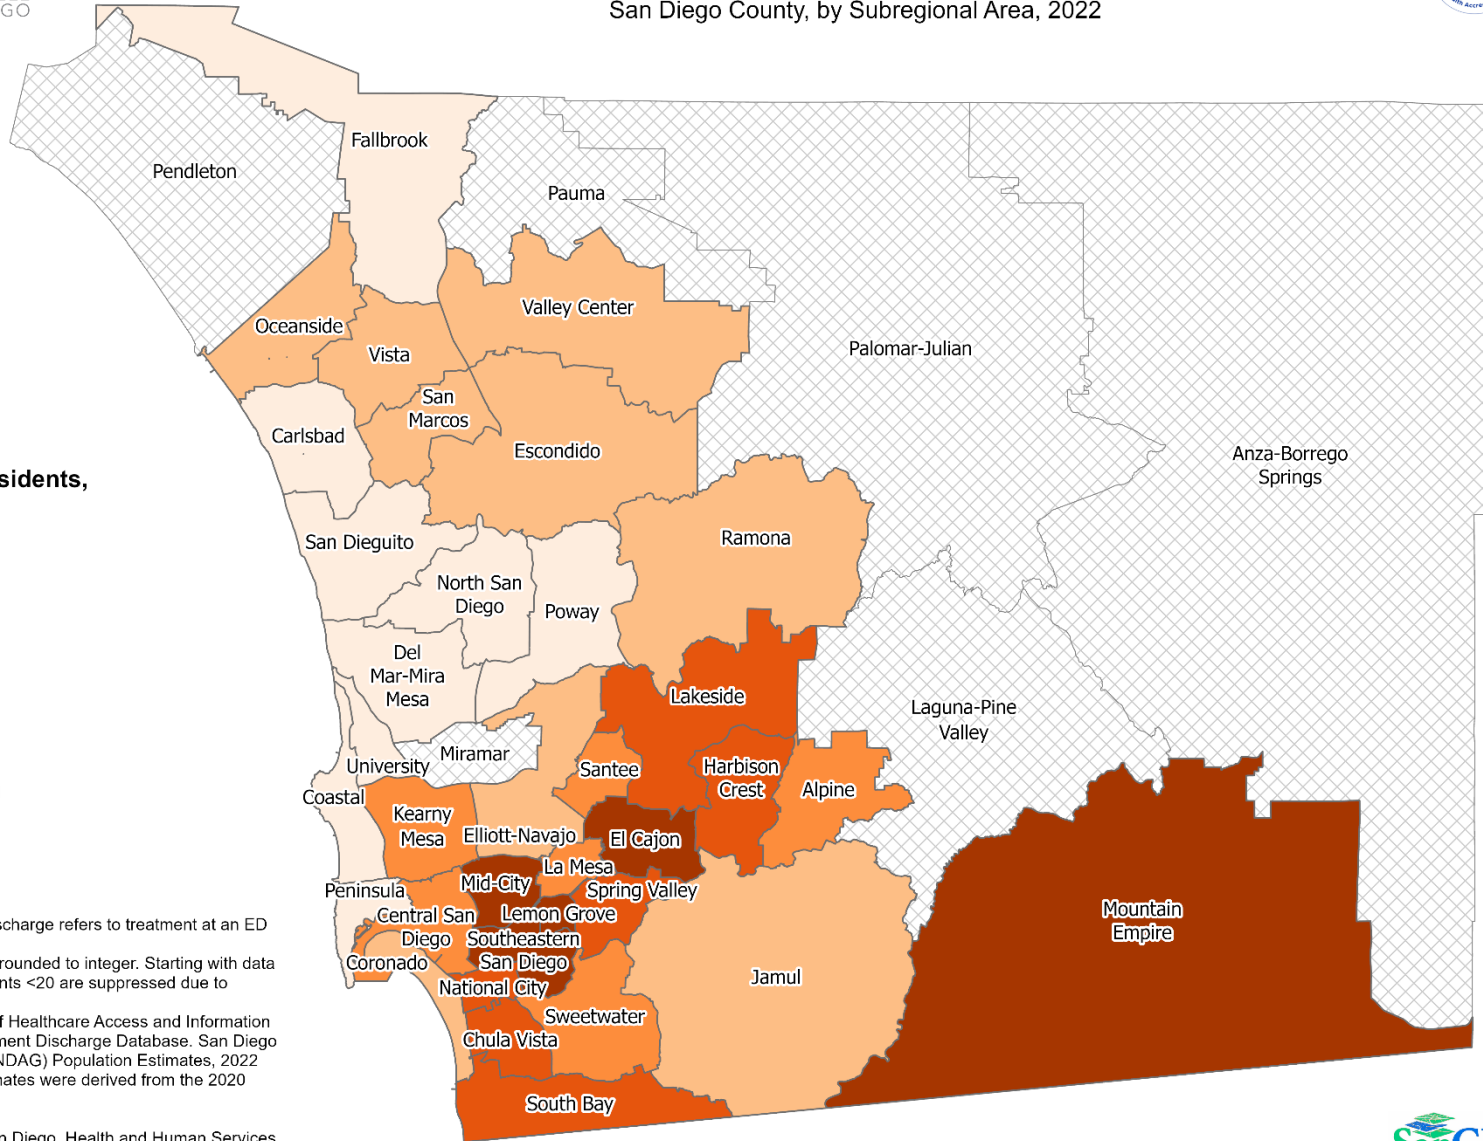 GO
San Diego County, by Subregional Area, 2022
Fallbrook
Pendleton
Pauma
Valley Center
Oceanside
Vista
Palomar-Julian
San
Marcos
Carlsbad
Escondido
Anza-Borrego
Springs
sidents,
San Dieguito
Ramona
North San
Diego
Poway
Del
Mar-Mira
Mesa
Lakeside
Laguna-Pine
Valley
Miramar
University
Santee
Harbison
Crest
Alpine
Coastal
Kearny
Mesa
Elliott-Navajo
El Cajon
La Mesa
Mid-City
Peninsula
Spring Valley
Central San
Diego
Lemon Grove
Mountain
Empire
Southeastern
San Diego
Coronado
Jamul
National City
Sweetwater
Chula Vista
South Bay
scharge refers to treatment at an ED
rounded to integer. Starting with data
nts <20 are suppressed due to
f Healthcare Access and Information
ment Discharge Database. San Diego
NDAG) Population Estimates, 2022
nates were derived from the 2020
n Diego, Health and Human Services